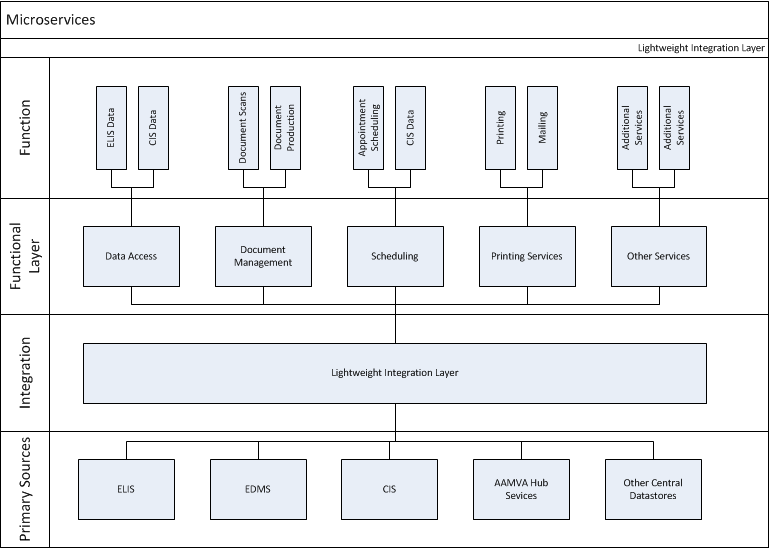 Microservices
Lightweight Integration Layer
Function
ELIS Data
CIS Data
Document Scans
Document
Production
Appointment
Scheduling
CIS Data
Printing
Mailing
Additional
Services
Additional
Services
Functional
Layer
Data Access
Document
Management
Scheduling
Printing Services
Other Services
Integration
Lightweight Integration Layer
Primary Sources
ELIS
EDMS
CIS
AAMVA Hub
Sevices
Other Central
Datastores